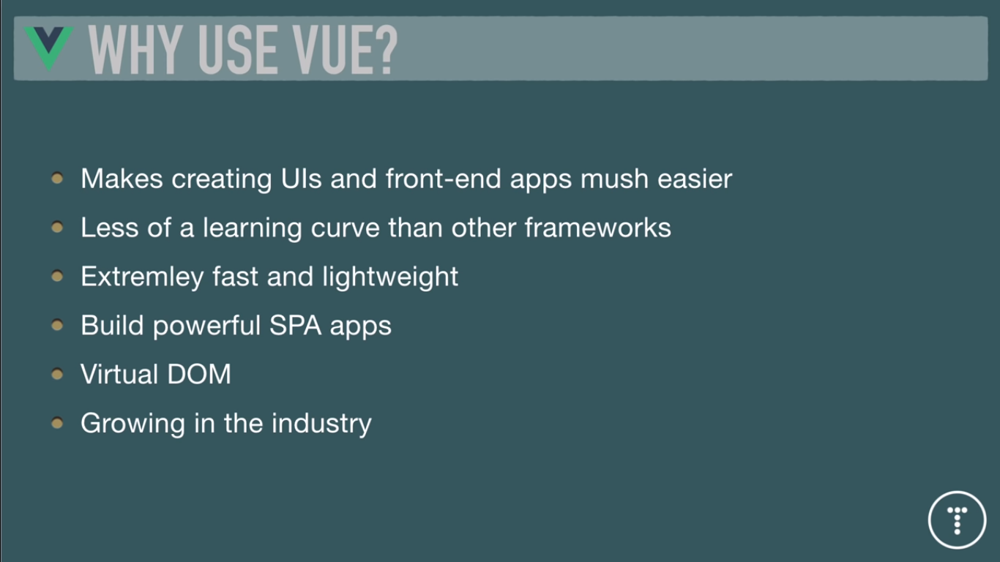 WHY USE VUE?
Makes creating UIs and front-end apps mush easier
Less of a learning curve than other frameworks
Extremley fast and lightweight
Build powerful SPA apps
Virtual DOM
Growing in the industry
T